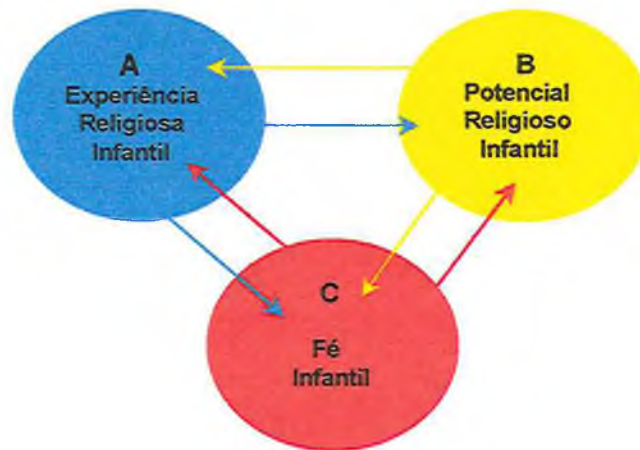 A
Experiência
Religiosa
Infantil
B
Potencial
Religioso
Infantil
C
Fé
Infantil